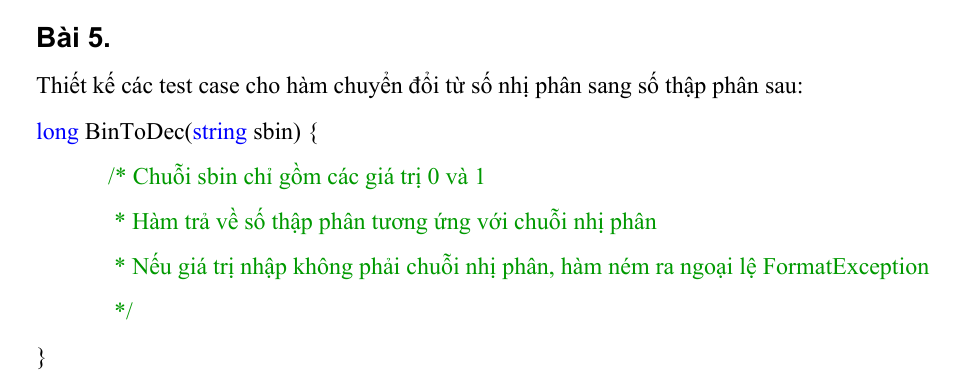 Bài 5.
Thiết kế các test case cho hàm chuyển đổi từ số nhị phân sang số thập phân sau:
long BinToDec(string sbin) {
/* Chuỗi sbin chỉ gồm các giá trị 0 và 1
* Hàm trả về số thập phân tương ứng với chuỗi nhị phân
* Nếu giá trị nhập không phải chuỗi nhị phân, hàm ném ra ngoại lệ FormatException
*/
}